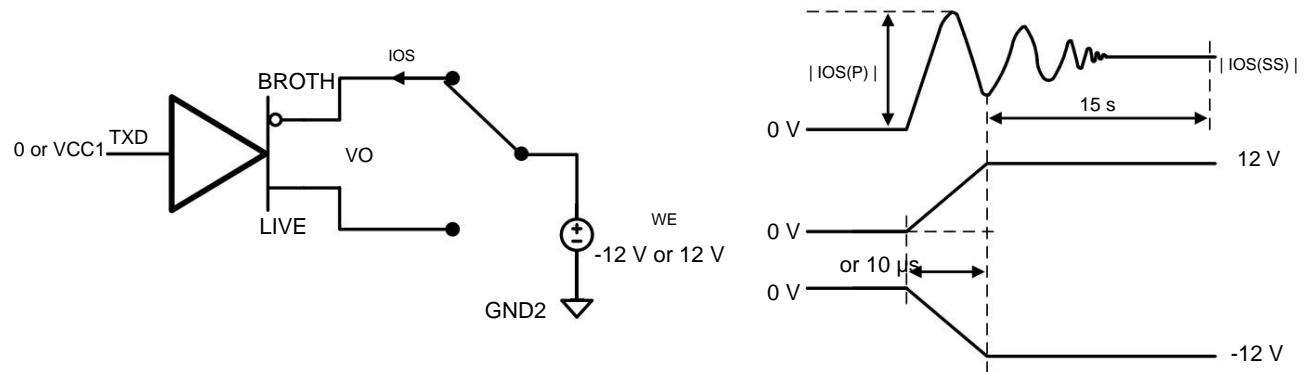 IOS
BROTH
TXD
0 or VCC1
VO
LIVE
WE
-12 V or 12 V
GND2
| IOS(P) |
| IOS(SS) |
15 s
0 V
12 V
0 V
or 10 µs
0 V
-12 V